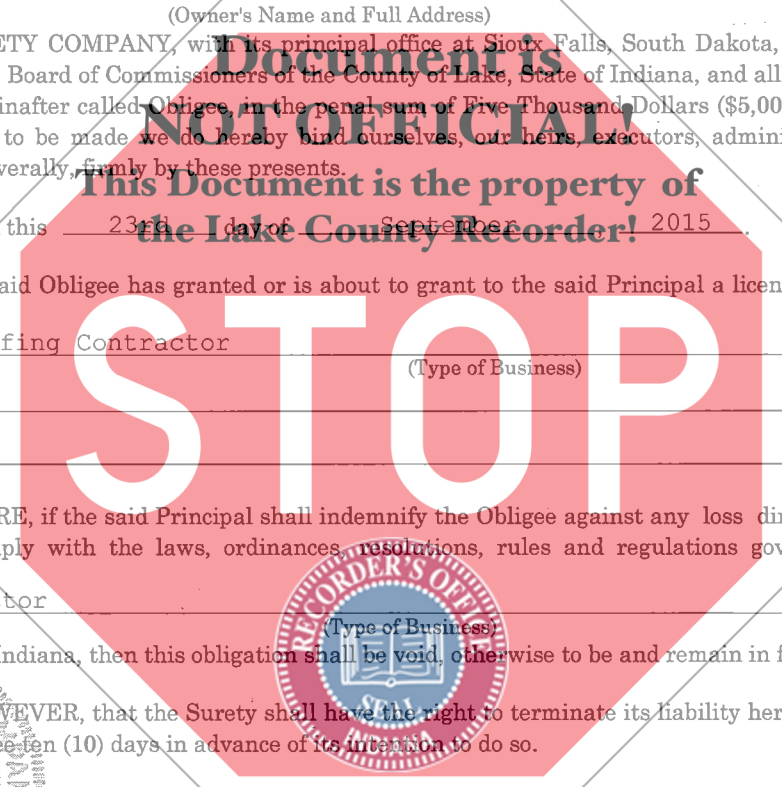 (Owner's Name and Full Address)
ETY COMPANY, with its principal office at Sioux Falls, South Dakota,
Document is
Board of Commissioners of the County of Lake, State of Indiana, and all
inafter called Obligee, in the penal sum of Five Thousand Dollars ($5,00
NOT OFFICIAL!
to be made we do hereby bind ourselves, our heirs, executors, admini
verally, firmly by these presents.
This Document is the property of
this 23rd day of September, 2015.
the Lake County Recorder!
aid Obligee has granted or is about to grant to the said Principal a licen
STOP
fing Contractor
(Type of Business)
RE, if the said Principal shall indemnify the Obligee against any loss di
ply with the laws, ordinances, resolutions, rules and regulations gov
RECORDER'S OFFICE
tor
(Type of Business)
Indiana, then this obligation shall be void, otherwise to be and remain in f
SEAL
WEVER, that the Surety shall have the right to terminate its liability her
INDIANA
e ten (10) days in advance of its intention to do so.